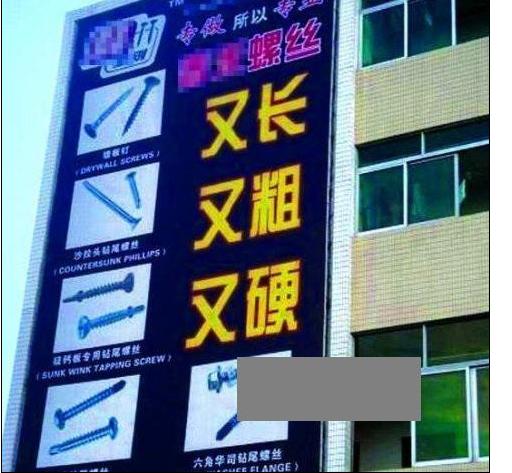 TM
专做 所以 专业
螺丝
又长
又粗
又硬
墙板钉
(DRYWALL SCREWS)
沙拉头钻尾螺丝
(COUNTERSUNK PHILLIPS)
硅钙板专用钻尾螺丝
(SUNK WINK TAPPING SCREW)
六角华司钻尾螺丝
FLANGE)